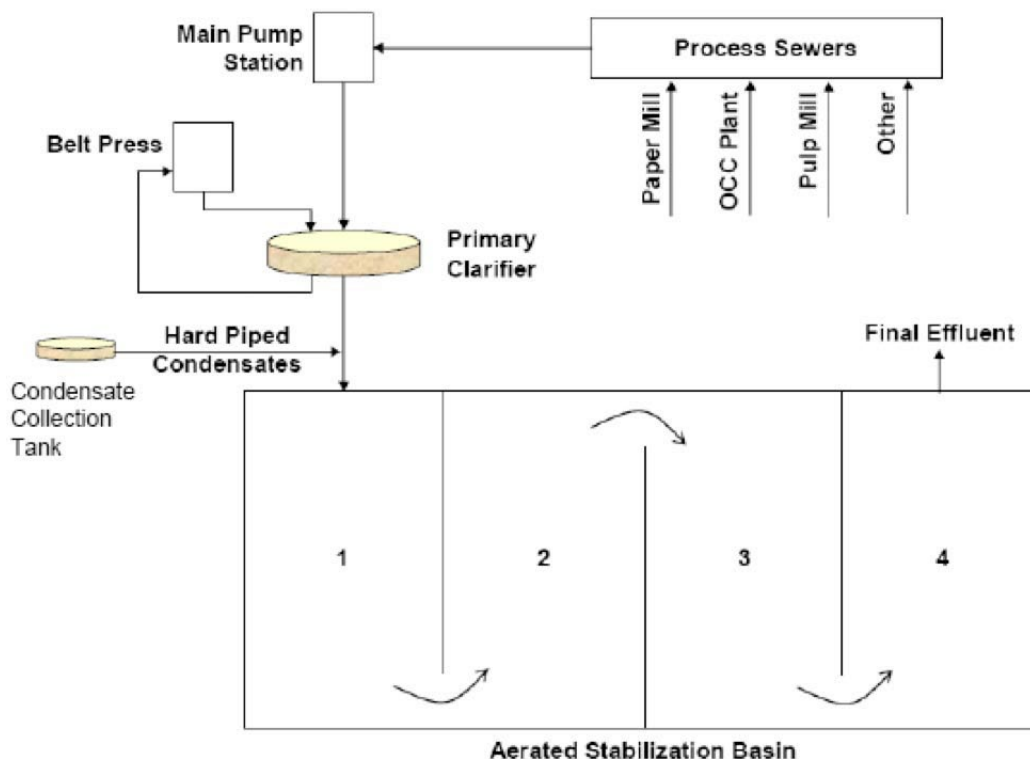 Main Pump
Station
Process Sewers
Paper Mill
OCC Plant
Pulp Mill
Other
Belt Press
Primary
Clarifier
Hard Piped
Condensates
Condensate
Collection
Tank
Final Effluent
1
2
3
4
Aerated Stabilization Basin